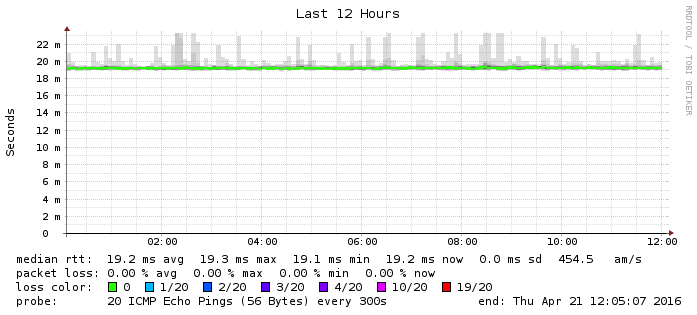 Last 12 Hours
RRDTOOL / TOBI OETIKER
Seconds
22 m
20 m
18 m
16 m
14 m
12 m
10 m
8 m
6 m
4 m
2 m
0
02:00 04:00 06:00 08:00 10:00 12:00
median rtt: 19.2 ms avg 19.3 ms max 19.1 ms min 19.2 ms now 0.0 ms sd 454.5 am/s
packet loss: 0.00 % avg 0.00 % max 0.00 % min 0.00 % now
loss color: 0 1/20 2/20 3/20 4/20 10/20 19/20
probe: 20 ICMP Echo Pings (56 Bytes) every 300s end: Thu Apr 21 12:05:07 2016